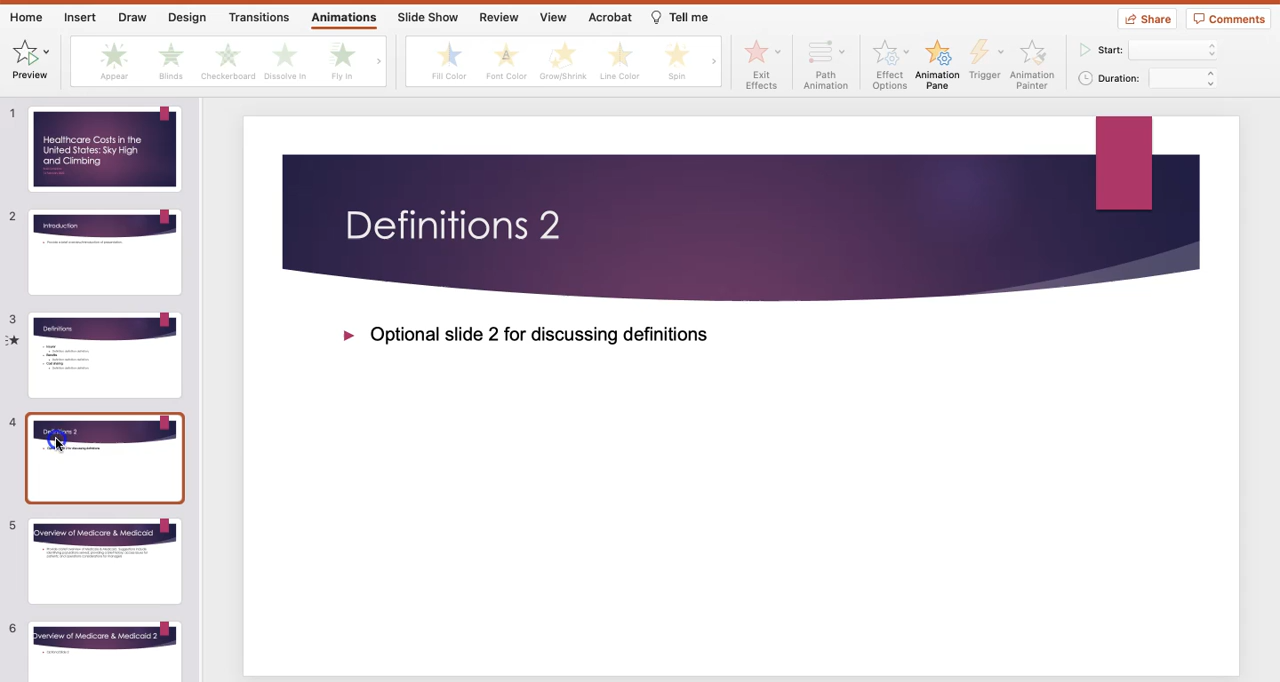 Home Insert Draw Design Transitions Animations Slide Show Review View Acrobat Tell me Share Comments
Preview
Appear Blinds Checkerboard Dissolve In Fly In
Fill Color Font Color Grow/Shrink Line Color Spin
Exit Effects
Path Animation
Effect Options
Animation Pane
Trigger
Animation Painter
Start:
Duration:
1
Healthcare Costs in the
United States: Sky High
and Climbing
2
Introduction
3
Definitions
4
Definitions 2
5
Overview of Medicare & Medicaid
6
Overview of Medicare & Medicaid 2
Definitions 2
Optional slide 2 for discussing definitions